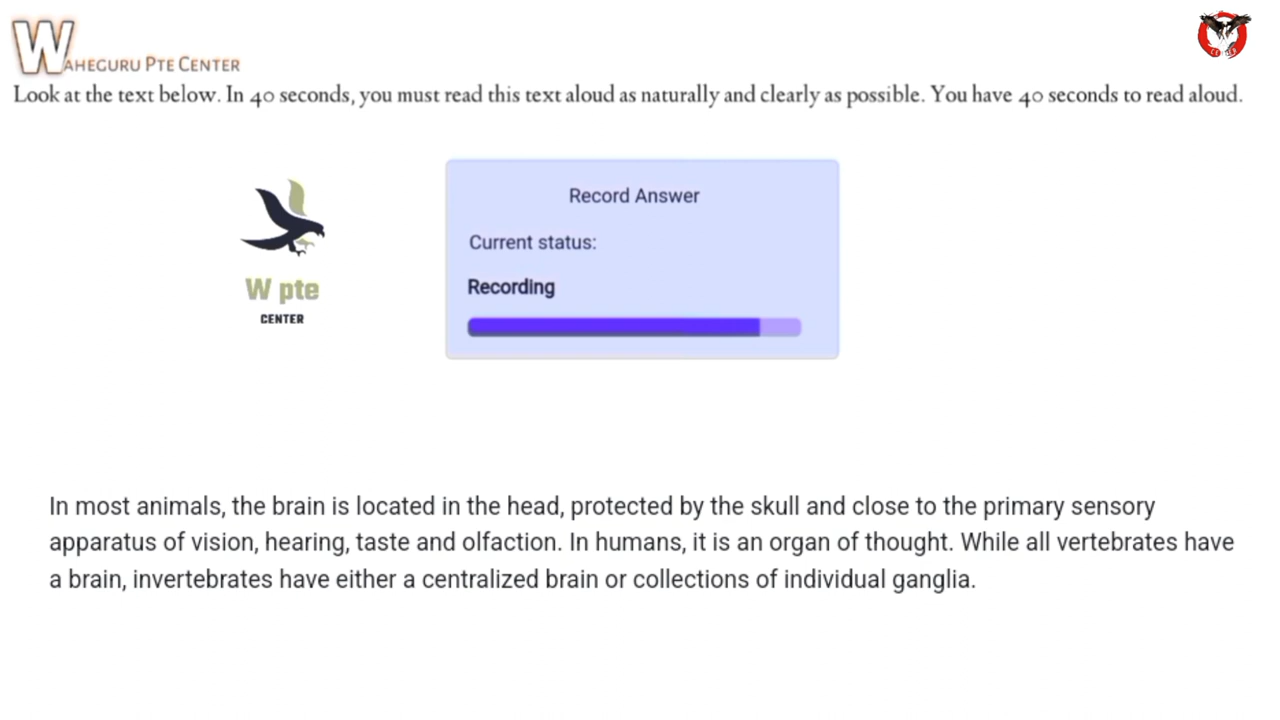 WAHEGURU PTE CENTER
Look at the text below. In 40 seconds, you must read this text aloud as naturally and clearly as possible. You have 40 seconds to read aloud.
Record Answer
Current status:
Recording
W pte
CENTER
In most animals, the brain is located in the head, protected by the skull and close to the primary sensory
apparatus of vision, hearing, taste and olfaction. In humans, it is an organ of thought. While all vertebrates have
a brain, invertebrates have either a centralized brain or collections of individual ganglia.